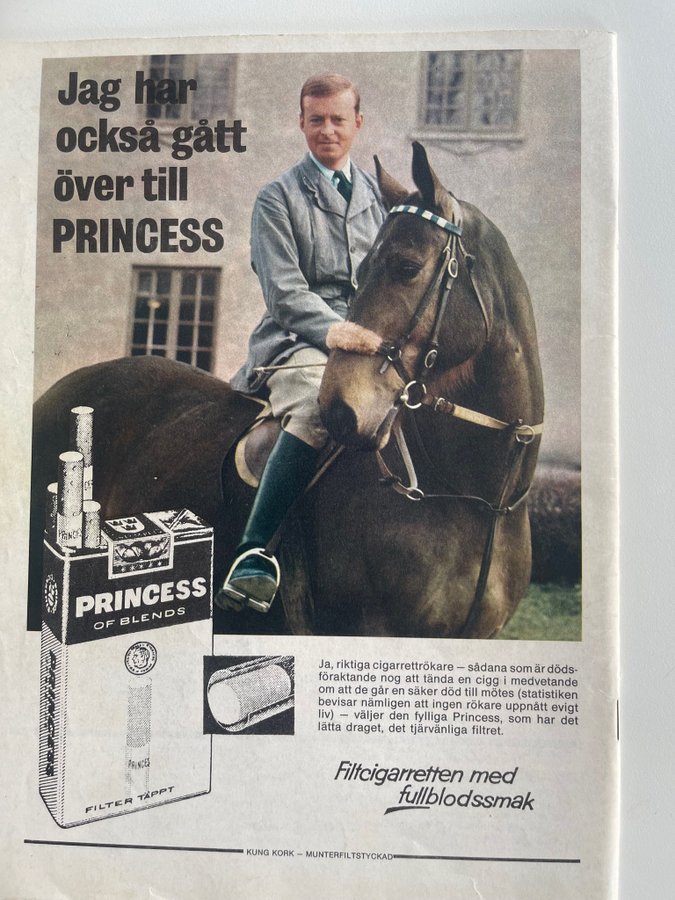 Jag har
också gått
över till
PRINCESS
PRINCESS
OF BLENDS
FILTER TÄPPT
Ja, riktiga cigarrettrökare – sådana som är döds-
föraktande nog att tända en cigg i medvetande
om att de går en säker död till mötes (statistiken
bevisar nämligen att ingen rökare uppnått evigt
liv) – väljer den fylliga Princess, som har det
lätta draget, det tjärvänliga filtret.
Filtcigarretten med
fullblodssmak
KUNG KORK – MUNTERFILTSTYCKAD